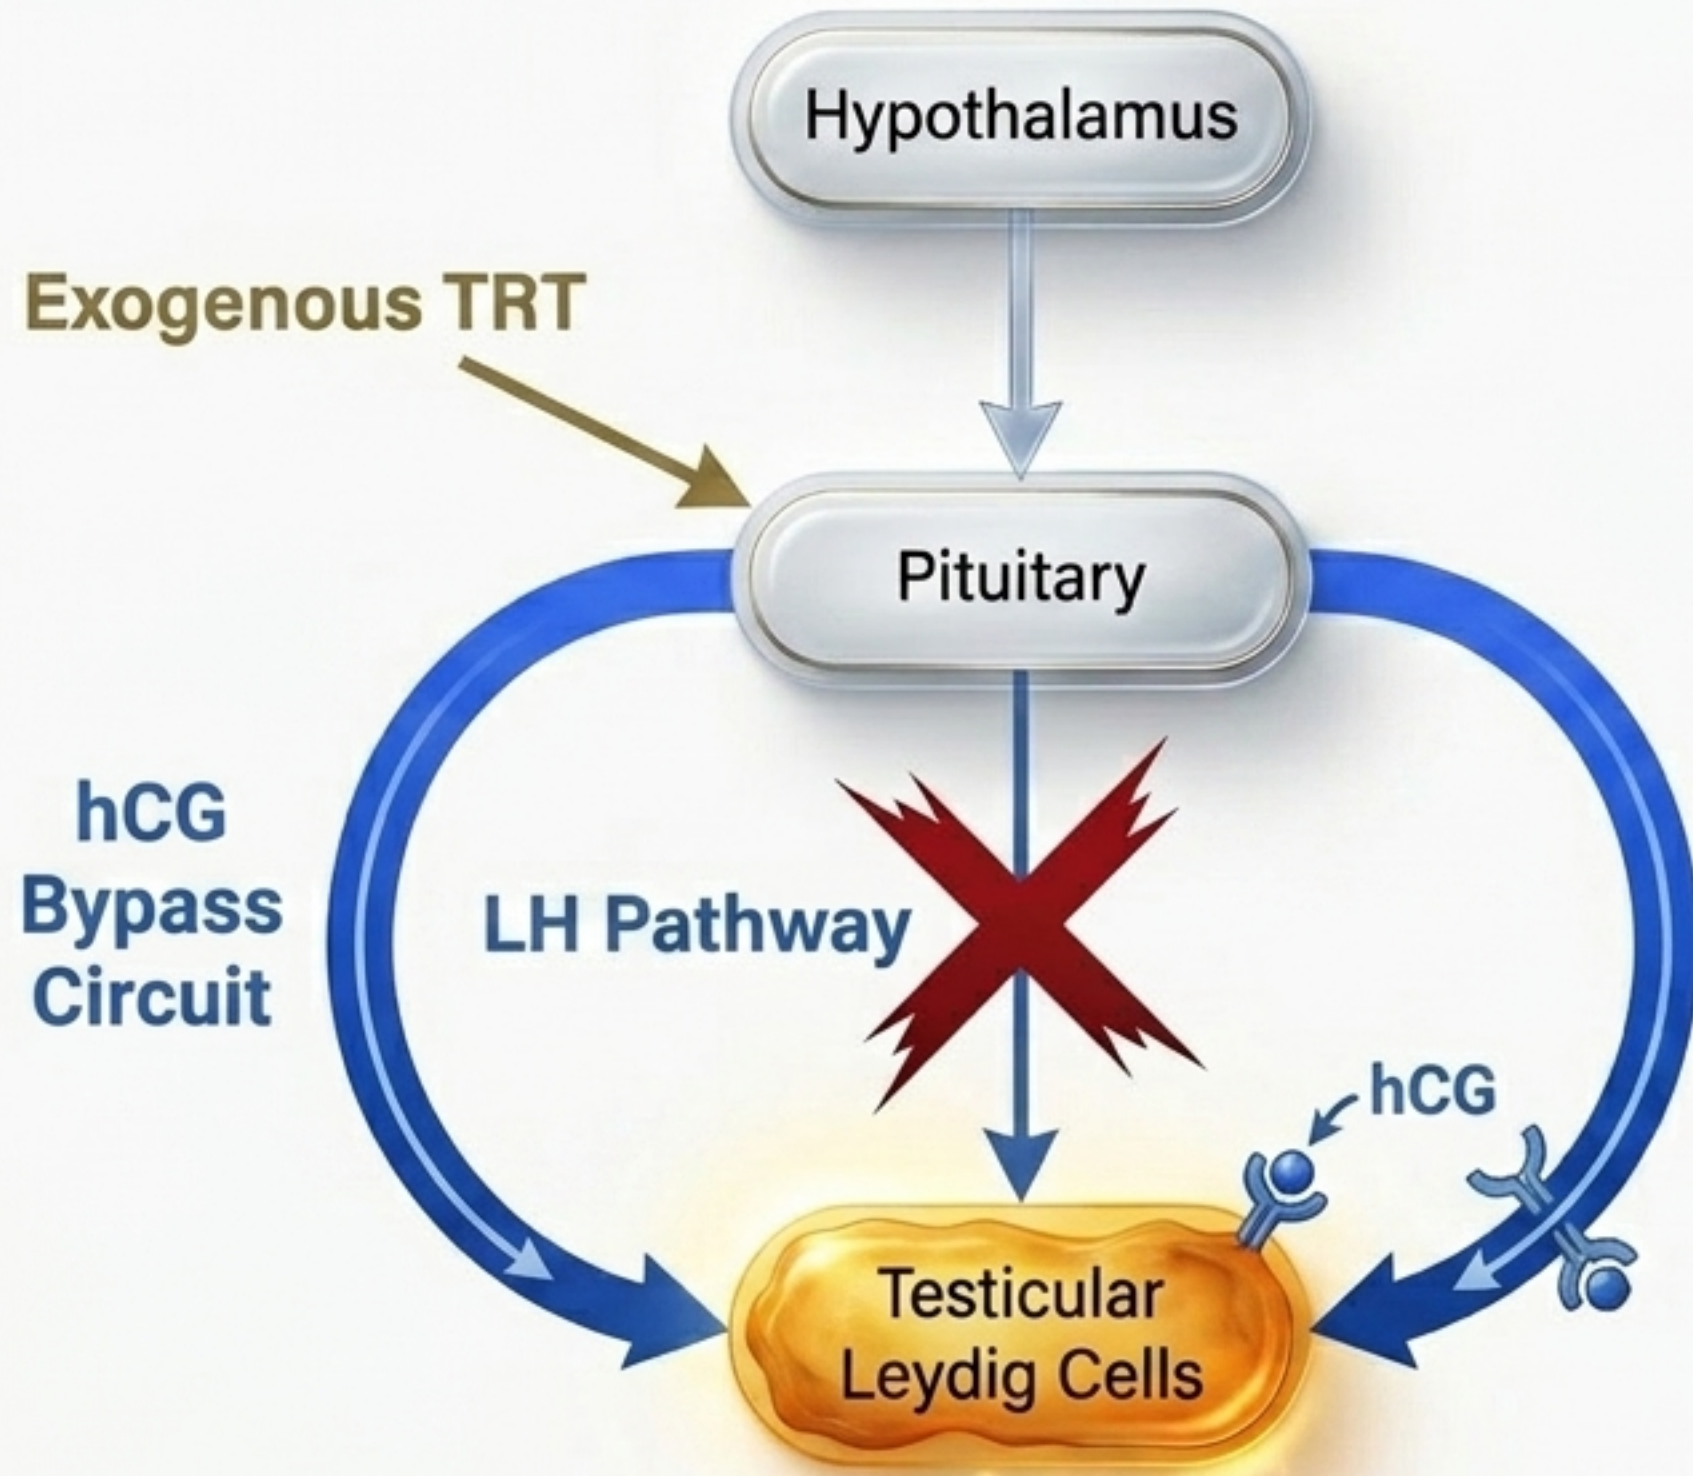 Hypothalamus
Exogenous TRT
Pituitary
hCG
Bypass
Circuit
LH Pathway
hCG
Testicular
Leydig Cells